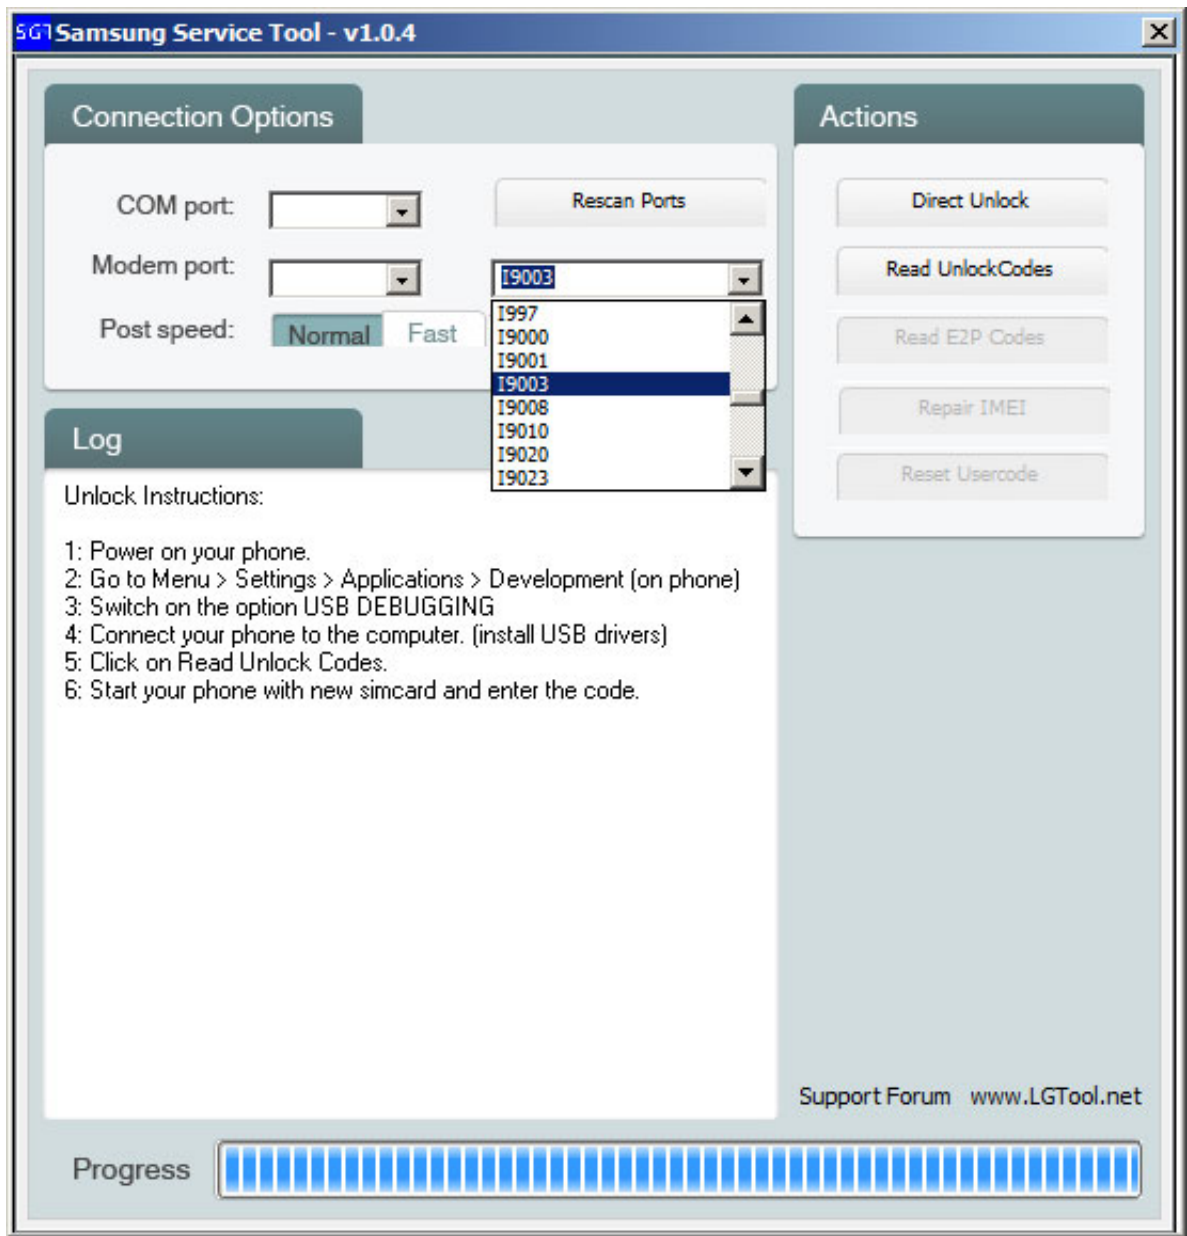 SGT Samsung Service Tool - v1.0.4
Connection Options
COM port:
Rescan Ports
Modem port:
I9003
Post speed:
Normal
Fast
I997
I9000
I9001
I9003
I9008
I9010
I9020
I9023
Actions
Direct Unlock
Read UnlockCodes
Read E2P Codes
Repair IMEI
Reset Usercode
Log
Unlock Instructions:
1: Power on your phone.
2: Go to Menu > Settings > Applications > Development (on phone)
3: Switch on the option USB DEBUGGING
4: Connect your phone to the computer. (install USB drivers)
5: Click on Read Unlock Codes.
6: Start your phone with new simcard and enter the code.
Support Forum www.LGTool.net
Progress